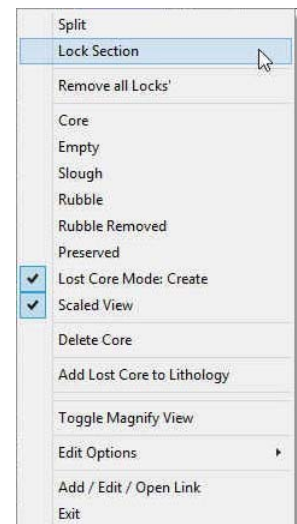 Split
Lock Section
Remove all Locks'
Core
Empty
Slough
Rubble
Rubble Removed
Preserved
Lost Core Mode: Create
Scaled View
Delete Core
Add Lost Core to Lithology
Toggle Magnify View
Edit Options
Add / Edit / Open Link
Exit